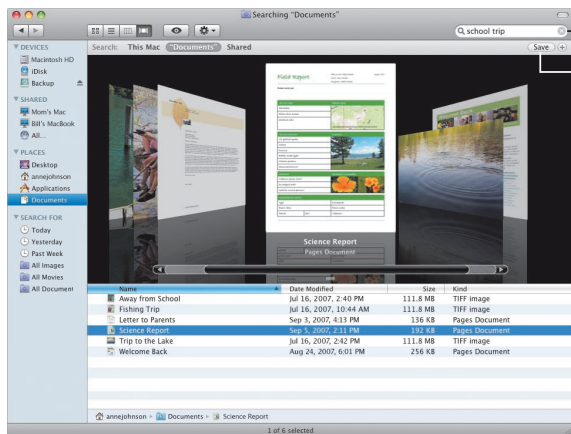 Searching "Documents"
school trip
Search: This Mac "Documents" Shared Save
DEVICES
Macintosh HD
iDisk
Backup
SHARED
Mom's Mac
Bill's MacBook
All...
PLACES
Desktop
annejohnson
Applications
Documents
SEARCH FOR
Today
Yesterday
Past Week
All Images
All Movies
All Document
Field Report
Science Report
Pages Document
Name Date Modified Size Kind
Away from School Jul 16, 2007, 2:40 PM 111.8 MB TIFF image
Fishing Trip Jul 16, 2007, 10:44 AM 111.8 MB TIFF image
Letter to Parents Sep 3, 2007, 4:13 PM 136 KB Pages Document
Science Report Sep 5, 2007, 2:11 PM 192 KB Pages Document
Trip to the Lake Jul 16, 2007, 2:42 PM 111.8 MB TIFF image
Welcome Back Aug 24, 2007, 6:01 PM 256 KB Pages Document
annejohnson ▸ Documents ▸ Science Report
1 of 6 selected